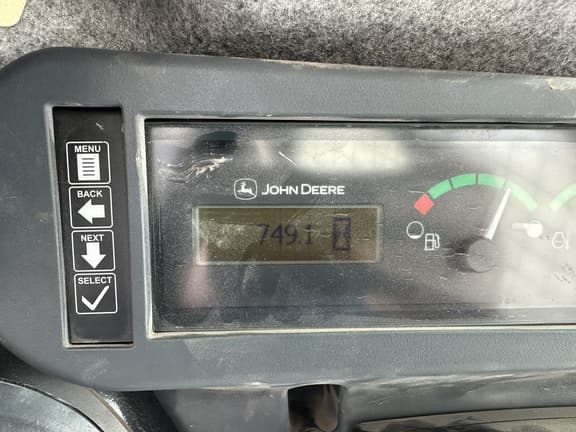 MENU
BACK
NEXT
SELECT
JOHN DEERE
749.1